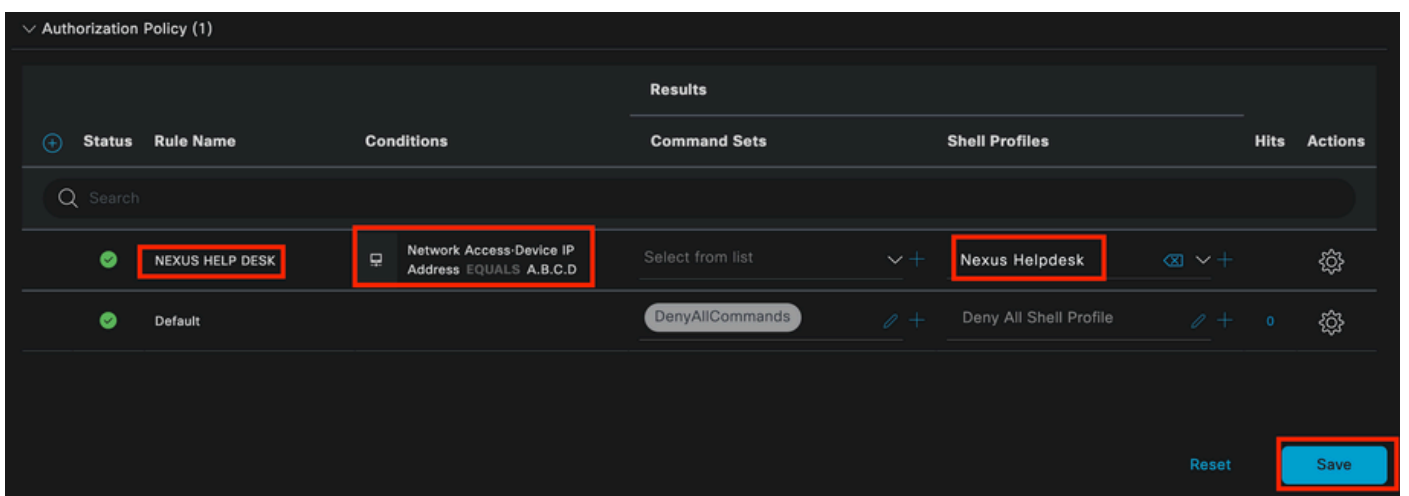 Authorization Policy (1)
Results
Status Rule Name Conditions Command Sets Shell Profiles Hits Actions
Search
NEXUS HELP DESK Network Access·Device IP Select from list Nexus Helpdesk
Address EQUALS A.B.C.D
Default DenyAllCommands Deny All Shell Profile 0
Reset Save